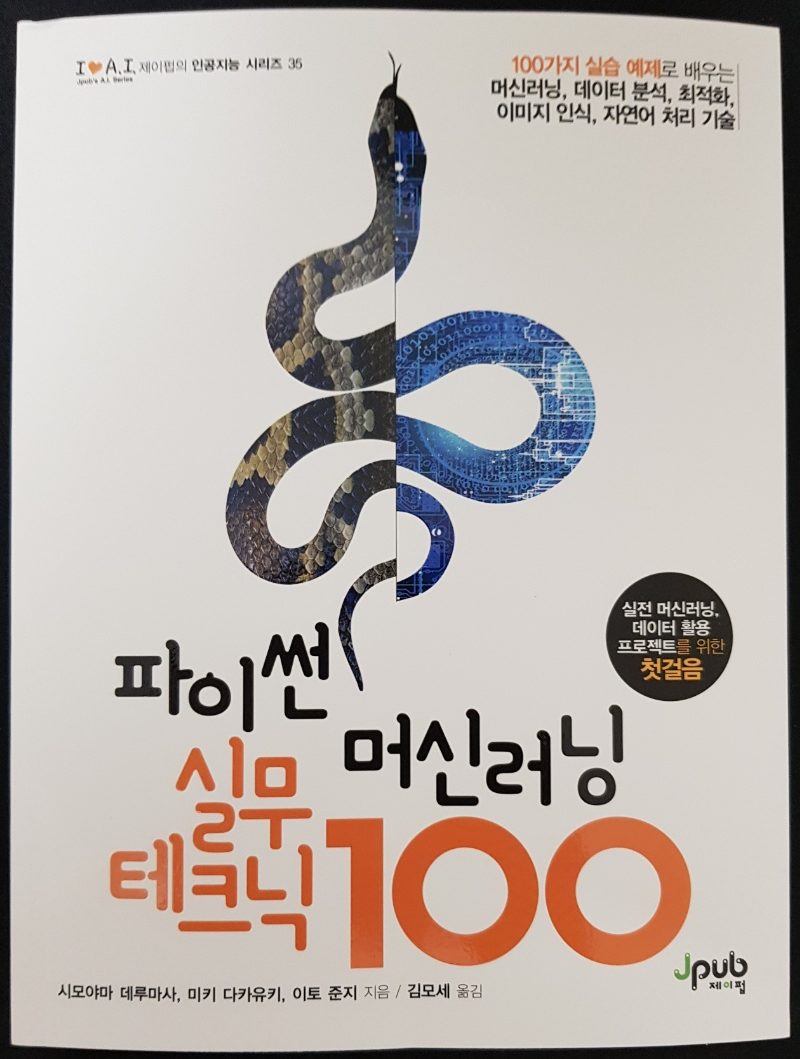 I♥A.I. 제이펍의 인공지능 시리즈 35
Jpub's A.I. Series
100가지 실습 예제로 배우는
머신러닝, 데이터 분석, 최적화,
이미지 인식, 자연어 처리 기술
실전 머신러닝,
데이터 활용
프로젝트를 위한
첫걸음
파이썬
머신러닝
실무
테크닉 100
시모야마 데루마사, 미키 다카유키, 이토 준지 지음 / 김모세 옮김
Jpub
제이펍